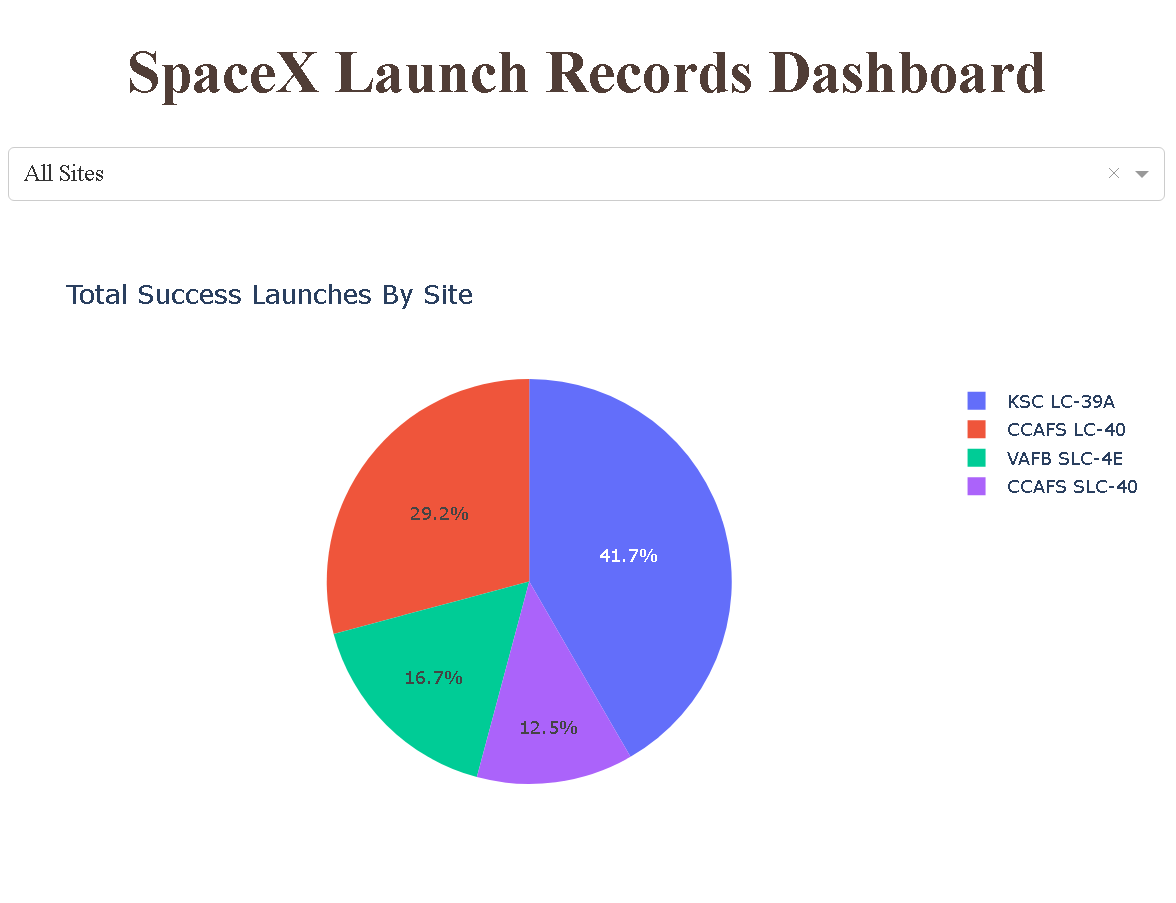 SpaceX Launch Records Dashboard
All Sites
Total Success Launches By Site
KSC LC-39A
CCAFS LC-40
VAFB SLC-4E
CCAFS SLC-40
29.2%
41.7%
16.7%
12.5%